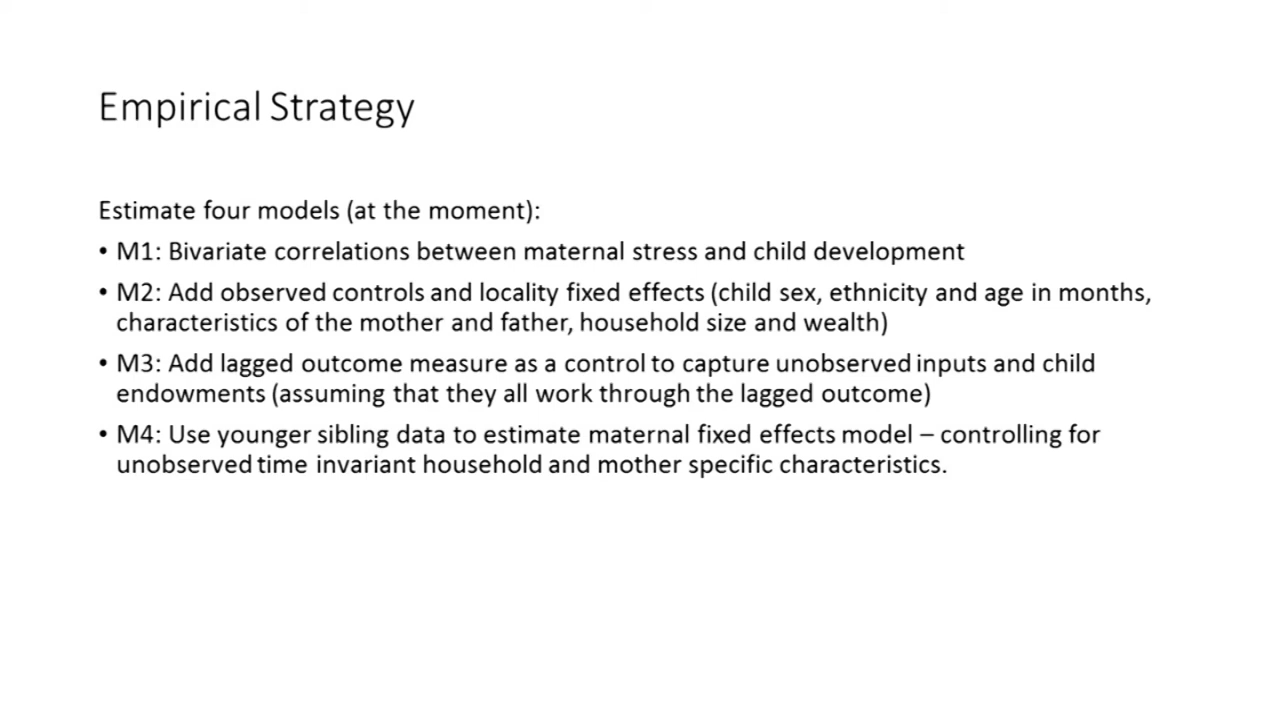 Empirical Strategy
Estimate four models (at the moment):
• M1: Bivariate correlations between maternal stress and child development
• M2: Add observed controls and locality fixed effects (child sex, ethnicity and age in months,
characteristics of the mother and father, household size and wealth)
• M3: Add lagged outcome measure as a control to capture unobserved inputs and child
endowments (assuming that they all work through the lagged outcome)
• M4: Use younger sibling data to estimate maternal fixed effects model – controlling for
unobserved time invariant household and mother specific characteristics.